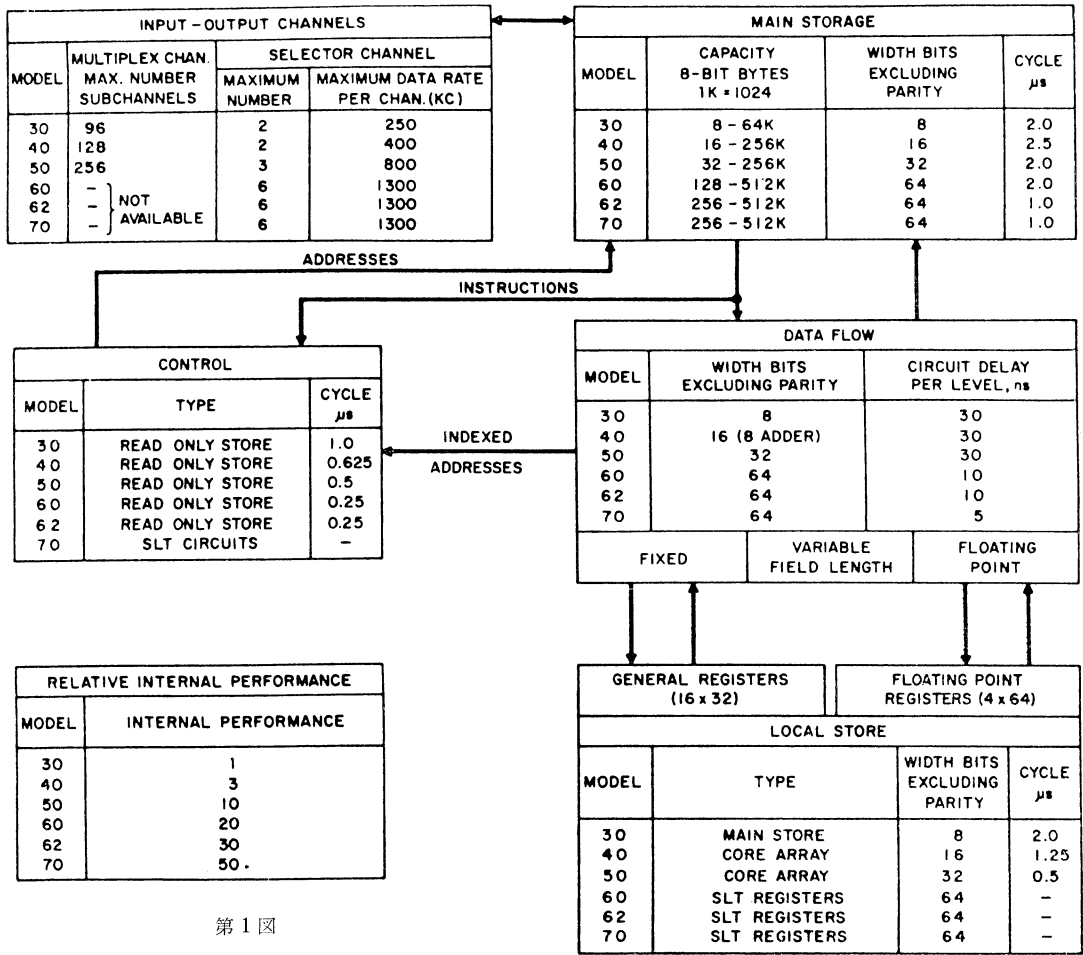 INPUT-OUTPUT CHANNELS
MODEL
MULTIPLEX CHAN.
MAX. NUMBER
SUBCHANNELS
SELECTOR CHANNEL
MAXIMUM
NUMBER
MAXIMUM DATA RATE
PER CHAN.(KC)
30 96 2 250
40 128 2 400
50 256 3 800
60 - 6 1300
62 - 6 1300
70 - 6 1300
NOT
AVAILABLE
MAIN STORAGE
MODEL
CAPACITY
8-BIT BYTES
1K=1024
WIDTH BITS
EXCLUDING
PARITY
CYCLE
μs
30 8-64K 8 2.0
40 16-256K 16 2.5
50 32-256K 32 2.0
60 128-512K 64 2.0
62 256-512K 64 1.0
70 256-512K 64 1.0
ADDRESSES
INSTRUCTIONS
CONTROL
MODEL
TYPE
CYCLE
μs
30 READ ONLY STORE 1.0
40 READ ONLY STORE 0.625
50 READ ONLY STORE 0.5
60 READ ONLY STORE 0.25
62 READ ONLY STORE 0.25
70 SLT CIRCUITS -
INDEXED
ADDRESSES
DATA FLOW
MODEL
WIDTH BITS
EXCLUDING PARITY
CIRCUIT DELAY
PER LEVEL, ns
30 8 30
40 16 (8 ADDER) 30
50 32 30
60 64 10
62 64 10
70 64 5
FIXED
VARIABLE
FIELD LENGTH
FLOATING
POINT
RELATIVE INTERNAL PERFORMANCE
MODEL INTERNAL PERFORMANCE
30 1
40 3
50 10
60 20
62 30
70 50.
GENERAL REGISTERS
(16 x 32)
FLOATING POINT
REGISTERS (4 x 64)
LOCAL STORE
MODEL
TYPE
WIDTH BITS
EXCLUDING
PARITY
CYCLE
μs
30 MAIN STORE 8 2.0
40 CORE ARRAY 16 1.25
50 CORE ARRAY 32 0.5
60 SLT REGISTERS 64 -
62 SLT REGISTERS 64 -
70 SLT REGISTERS 64 -
第1図